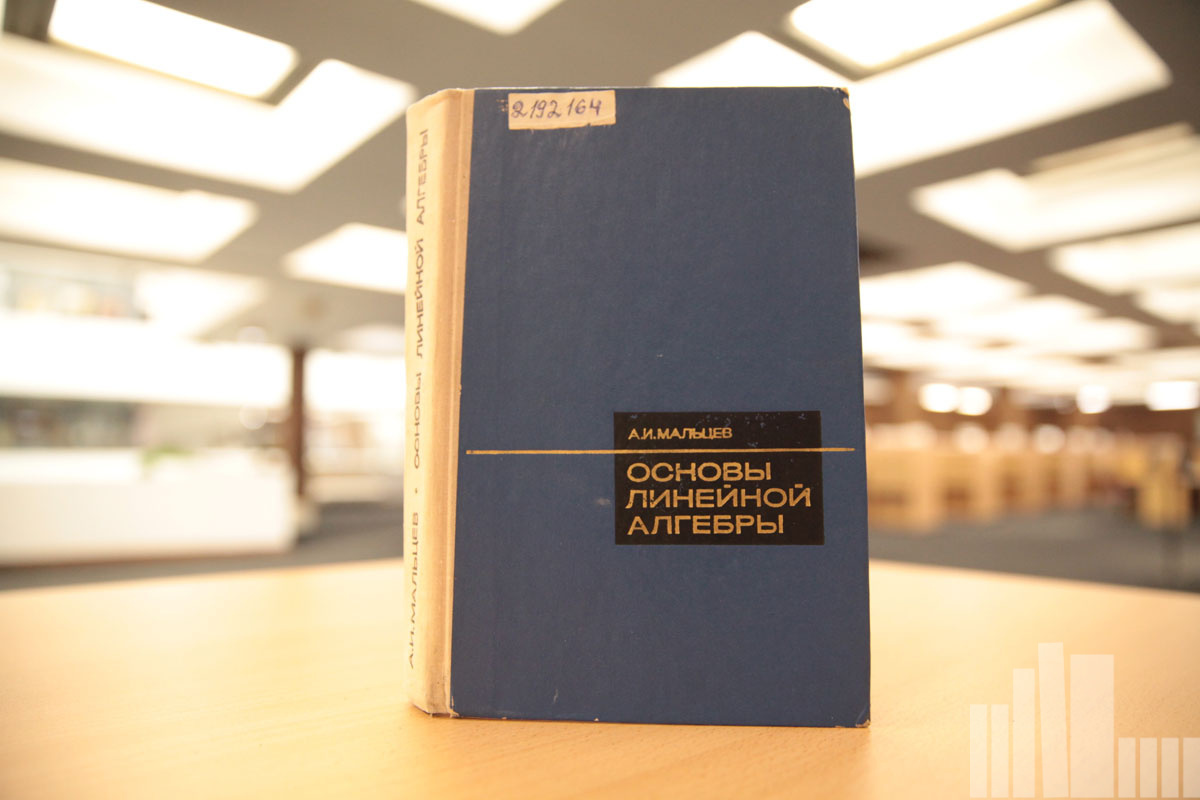 2192164
А.И.МАЛЬЦЕВ
ОСНОВЫ
ЛИНЕЙНОЙ
АЛГЕБРЫ
А.И.МАЛЬЦЕВ · ОСНОВЫ ЛИНЕЙНОЙ АЛГЕБРЫ